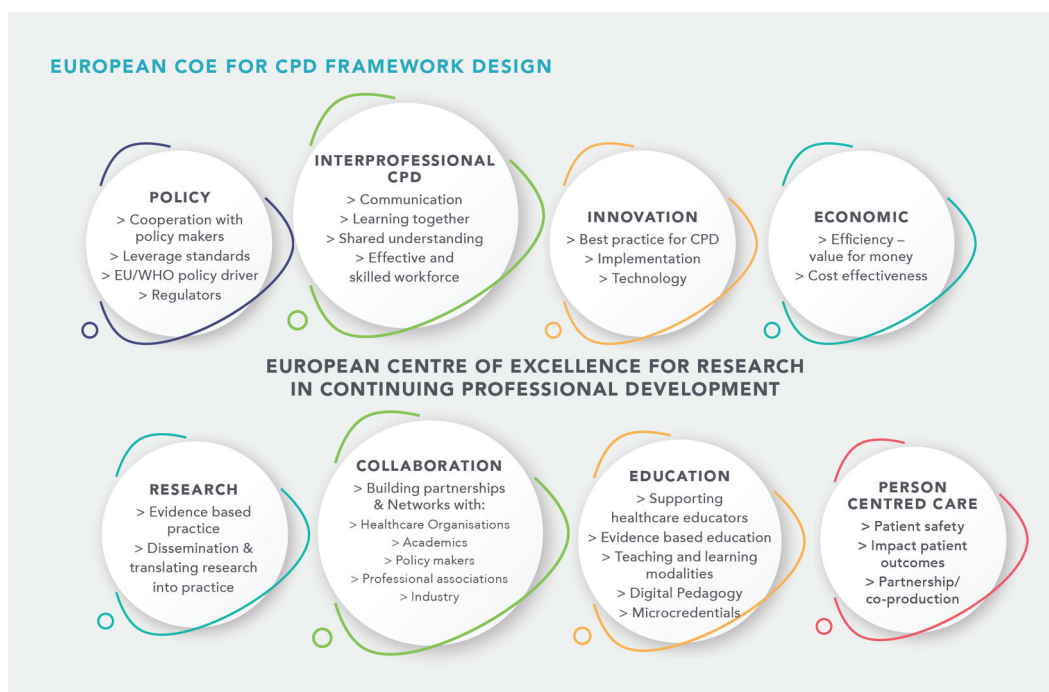 EUROPEAN COE FOR CPD FRAMEWORK DESIGN
POLICY
> Cooperation with
policy makers
> Leverage standards
> EU/WHO policy driver
> Regulators
INTERPROFESSIONAL
CPD
> Communication
> Learning together
> Shared understanding
> Effective and
skilled workforce
INNOVATION
> Best practice for CPD
> Implementation
> Technology
ECONOMIC
> Efficiency –
value for money
> Cost effectiveness
EUROPEAN CENTRE OF EXCELLENCE FOR RESEARCH
IN CONTINUING PROFESSIONAL DEVELOPMENT
RESEARCH
> Evidence based
practice
> Dissemination &
translating research
into practice
COLLABORATION
> Building partnerships
& Networks with:
> Healthcare Organisations
> Academics
> Policy makers
> Professional associations
> Industry
EDUCATION
> Supporting
healthcare educators
> Evidence based education
> Teaching and learning
modalities
> Digital Pedagogy
> Microcredentials
PERSON
CENTRED CARE
> Patient safety
> Impact patient
outcomes
> Partnership/
co-production